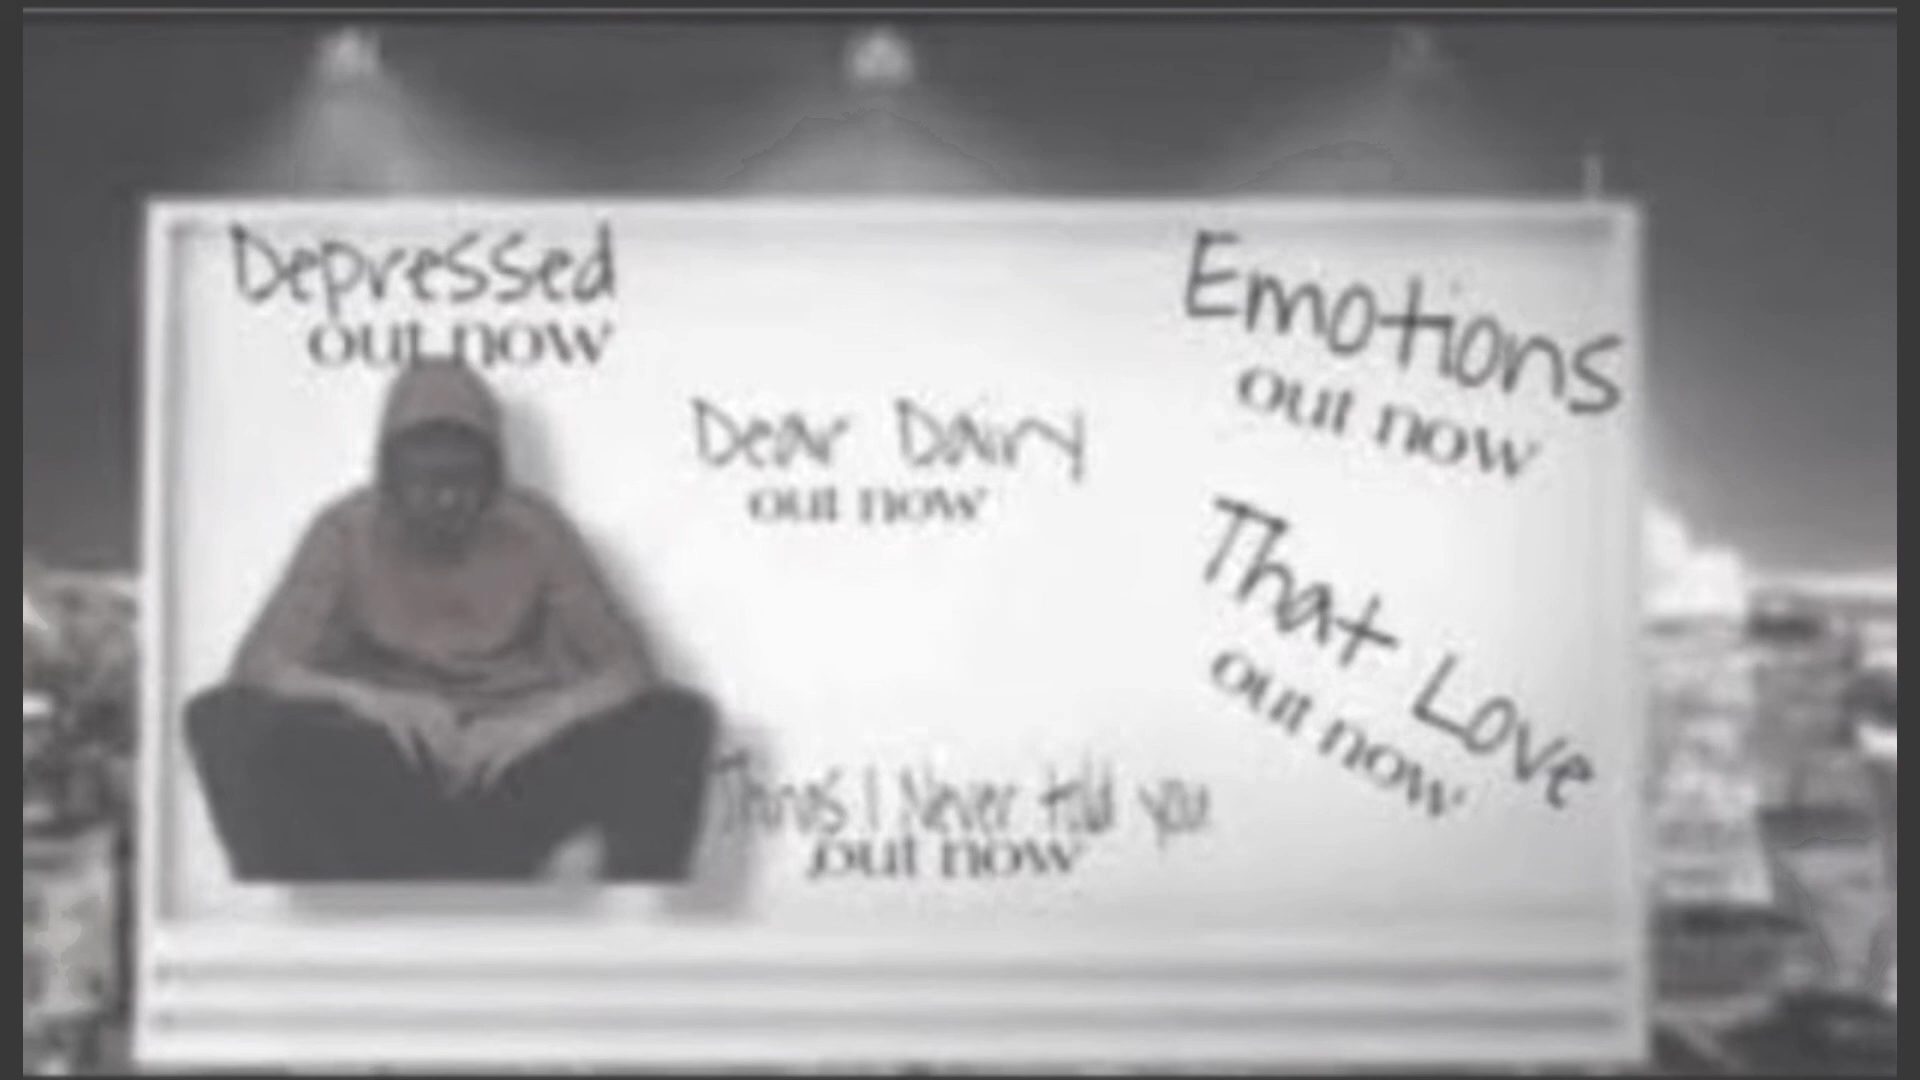 Depressed
out now
Dear Dairy
out now
Emotions
out now
That Love
out now
Things I Never told you
out now